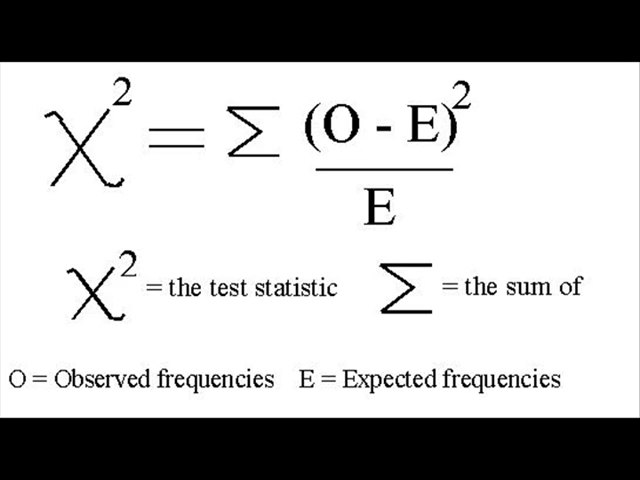 χ² = Σ (O - E)²
E
χ² = the test statistic Σ = the sum of
O = Observed frequencies E = Expected frequencies